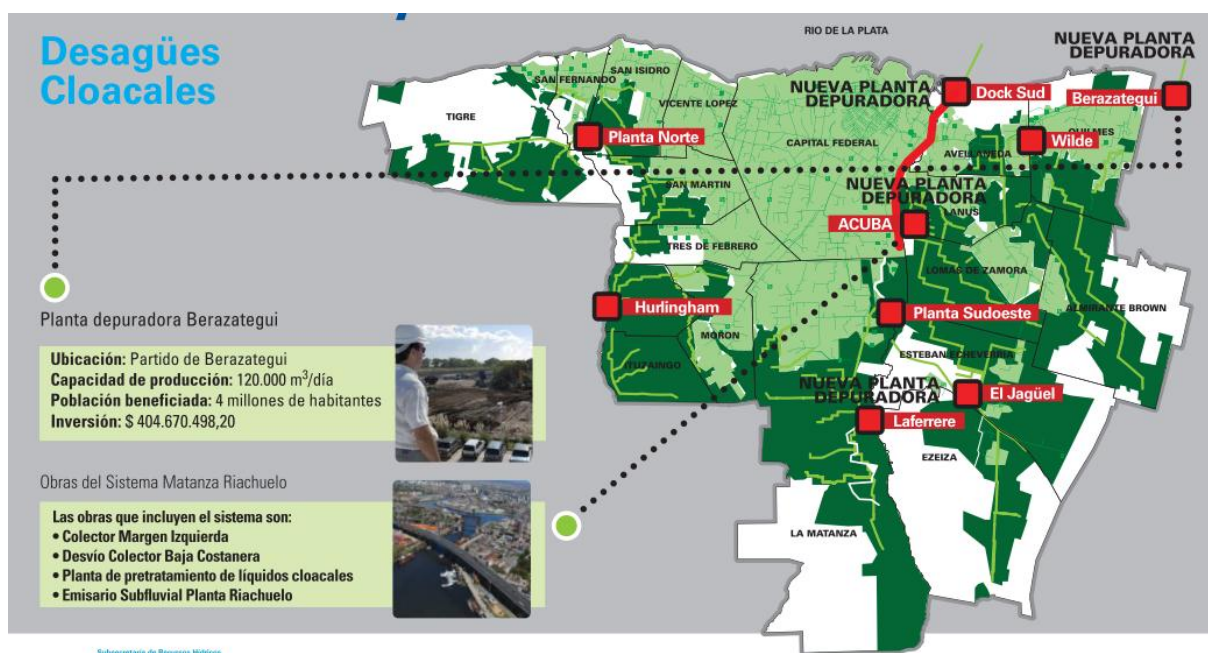 Desagües
Cloacales
RIO DE LA PLATA
NUEVA PLANTA
DEPURADORA
Berazategui
NUEVA PLANTA
DEPURADORA
Dock Sud
SAN FERNANDO
SAN ISIDRO
VICENTE LOPEZ
TIGRE
Planta Norte
CAPITAL FEDERAL
AVELLANEDA
QUILMES
Wilde
SAN MARTIN
NUEVA PLANTA
DEPURADORA
ACUBA
LANUS
TRES DE FEBRERO
LOMAS DE ZAMORA
Hurlingham
MORON
Planta Sudoeste
ALMIRANTE BROWN
ITUZAINGO
ESTEBAN ECHEVERRIA
NUEVA PLANTA
DEPURADORA
El Jagüel
Laferrere
EZEIZA
LA MATANZA
Planta depuradora Berazategui
Ubicación: Partido de Berazategui
Capacidad de producción: 120.000 m³/día
Población beneficiada: 4 millones de habitantes
Inversión: $ 404.670.498,20
Obras del Sistema Matanza Riachuelo
Las obras que incluyen el sistema son:
• Colector Margen Izquierda
• Desvío Colector Baja Costanera
• Planta de pretratamiento de líquidos cloacales
• Emisario Subfluvial Planta Riachuelo
Subsecretaría de Recursos Hídricos